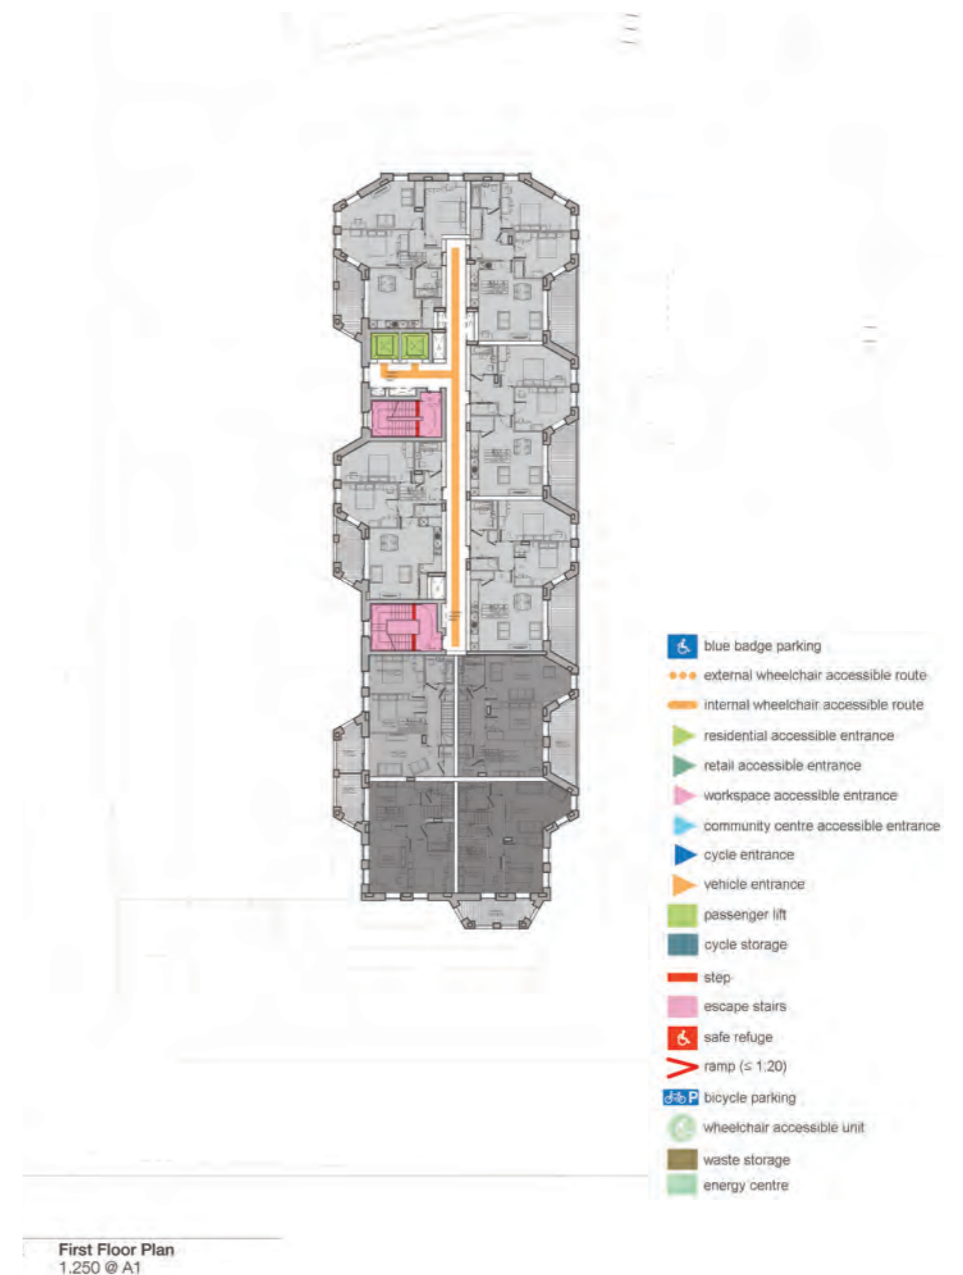 blue badge parking
external wheelchair accessible route
internal wheelchair accessible route
residential accessible entrance
retail accessible entrance
workspace accessible entrance
community centre accessible entrance
cycle entrance
vehicle entrance
passenger lift
cycle storage
step
escape stairs
safe refuge
ramp (≤ 1:20)
P bicycle parking
wheelchair accessible unit
waste storage
energy centre
First Floor Plan
1.250 @ A1